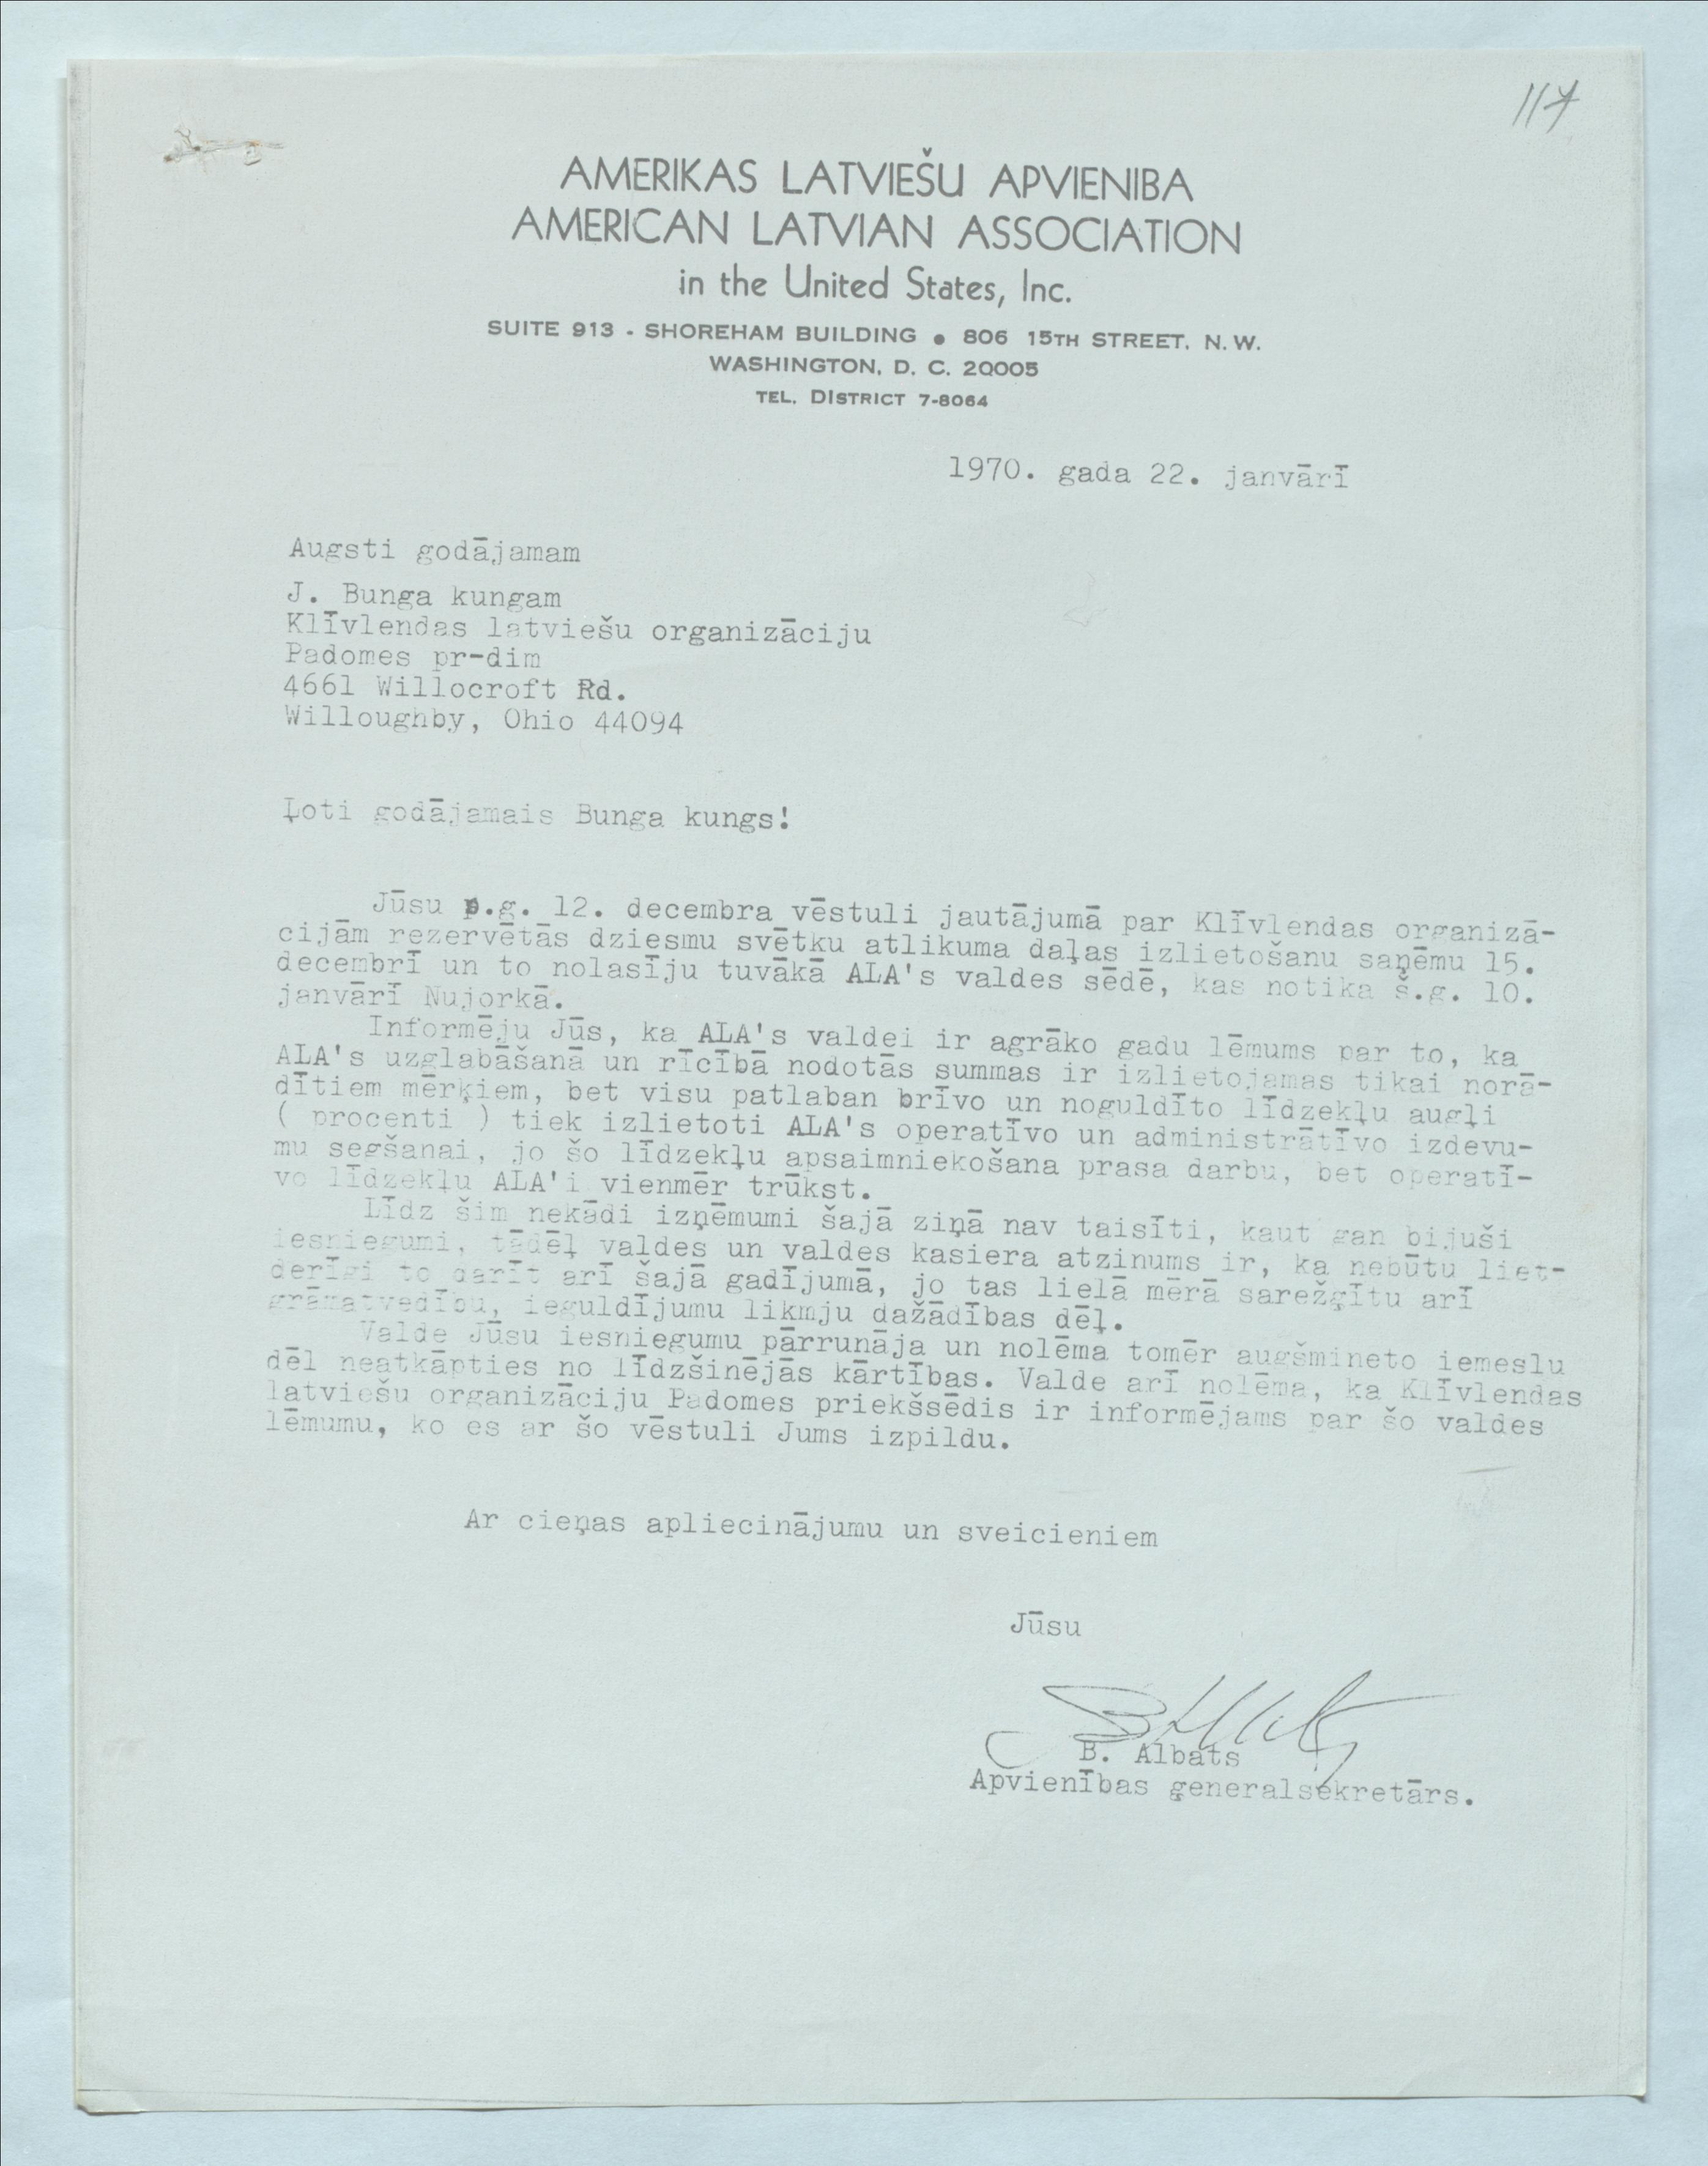 117
AMERIKAS LATVIEŠU APVIENIBA
AMERICAN LATVIAN ASSOCIATION
in the United States, Inc.
SUITE 913 - SHOREHAM BUILDING ● 806 15TH STREET, N. W.
WASHINGTON, D. C. 20005
TEL. DISTRICT 7-8064
1970. gada 22. janvārī
Augsti godājamam
J. Bunga kungam
Klīvlendas latviešu organizāciju
Padomes pr-dim
4661 Willocroft Rd.
Willoughby, Ohio 44094
Ļoti godājamais Bunga kungs!
Jūsu p.g. 12. decembra vēstuli jautājumā par Klīvlendas organizā-
cijām rezervētās dziesmu svētku atlikuma daļas izlietošanu saņēmu 15.
decembrī un to nolasīju tuvākā ALA's valdes sēdē, kas notika š.g. 10.
janvārī Nujorkā.
Informēju Jūs, ka ALA's valdei ir agrāko gadu lēmums par to, ka
ALA's uzglabāšanā un rīcībā nodotās summas ir izlietojamas tikai norā-
dītiem mērķiem, bet visu patlaban brīvo un noguldīto līdzekļu augļi
( procenti ) tiek izlietoti ALA's operatīvo un administrātīvo izdevu-
mu segšanai, jo šo līdzekļu apsaimniekošana prasa darbu, bet operatī-
vo līdzekļu ALA'i vienmēr trūkst.
Līdz šim nekādi izņēmumi šajā ziņā nav taisīti, kaut gan bijuši
iesniegumi, tādēļ valdes un valdes kasiera atzinums ir, ka nebūtu liet-
derīgi to darīt arī šajā gadījumā, jo tas lielā mērā sarežģītu arī
grāmatvedību, ieguldījumu likmju dažādības dēļ.
Valde Jūsu iesniegumu pārrunāja un nolēma tomēr augšmineto iemeslu
dēl neatkāpties no līdzšinējās kārtības. Valde arī nolēma, ka Klīvlendas
latviešu organizāciju Padomes priekšsēdis ir informējams par šo valdes
lēmumu, ko es ar šo vēstuli Jums izpildu.
Ar cieņas apliecinājumu un sveicieniem
Jūsu
B. Albats
Apvienības ģeneralsekretārs.